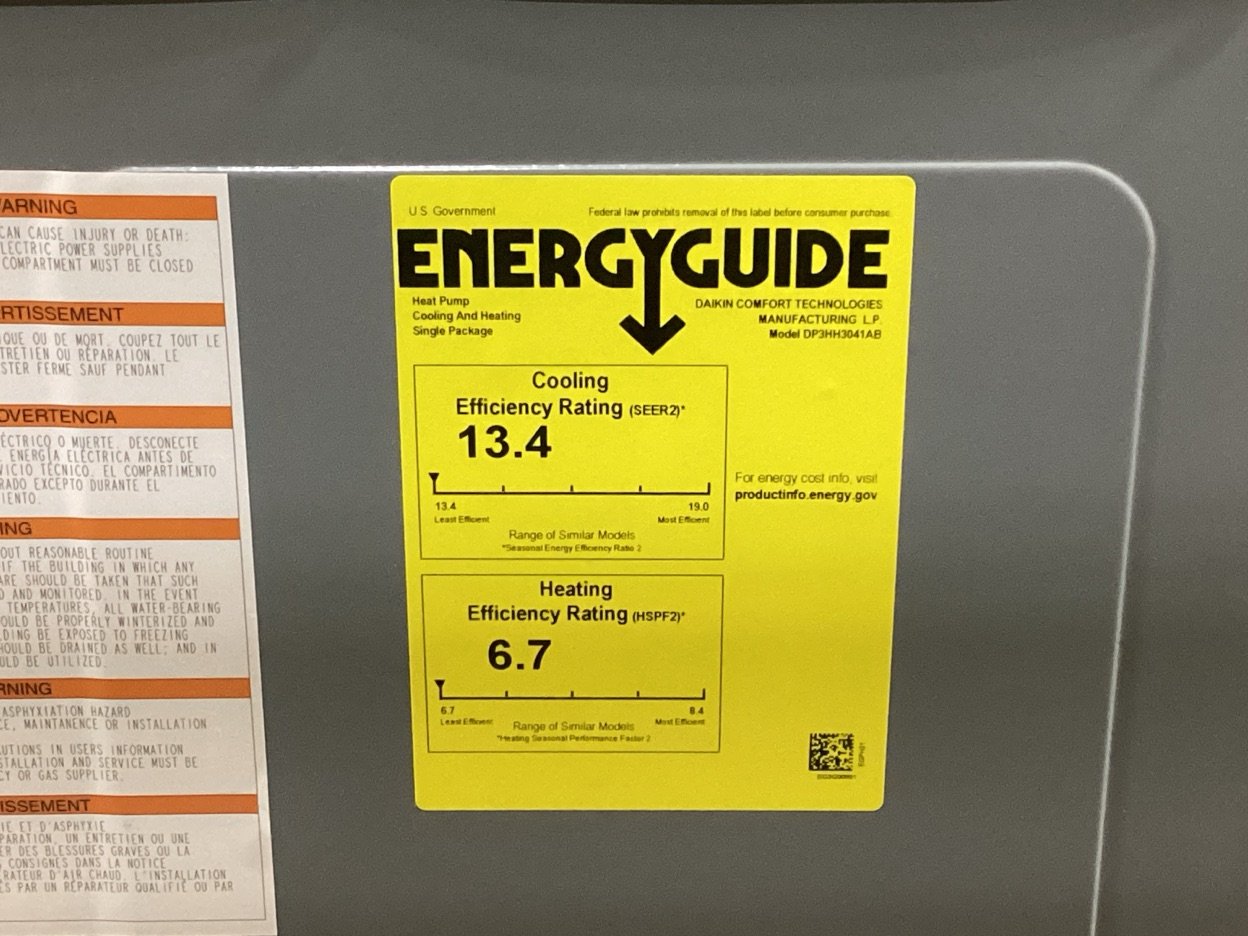 ARNING
CAN CAUSE INJURY OR DEATH:
LECTRIC POWER SUPPLIES
COMPARTMENT MUST BE CLOSED
RTISSEMENT
IQUE OU DE MORT. COUPEZ TOUT LE
TRETIEN OU RÉPARATION. LE
STER FERME SAUF PENDANT
DVERTENCIA
ÉCTRICO O MUERTE. DESCONECTE
ENERGÍA ELÉCTRICA ANTES DE
VICIO TÉCNICO. EL COMPARTIMENTO
RADO EXCEPTO DURANTE EL
IENTO.
ING
OUT REASONABLE ROUTINE
IF THE BUILDING IN WHICH ANY
ARE SHOULD BE TAKEN THAT SUCH
D AND MONITORED. IN THE EVENT
TEMPERATURES, ALL WATER-BEARING
OULD BE PROPERLY WINTERIZED AND
LDING BE EXPOSED TO FREEZING
HOULD BE DRAINED AS WELL; AND IN
ULD BE UTILIZED.
RNING
ASPHYXIATION HAZARD
CE, MAINTANENCE OR INSTALLATION
UTIONS IN USERS INFORMATION
STALLATION AND SERVICE MUST BE
CY OR GAS SUPPLIER.
ISSEMENT
IE ET D'ASPHYXIE
PARATION, UN ENTRETIEN OU UNE
ER DES BLESSURES GRAVES OU LA
CONSIGNÉS DANS LA NOTICE
RATEUR D'AIR CHAUD. L'INSTALLATION
ÉS PAR UN RÉPARATEUR QUALIFIÉ OU PAR
U.S. Government
Federal law prohibits removal of this label before consumer purchase.
ENERGYGUIDE
Heat Pump
Cooling And Heating
Single Package
DAIKIN COMFORT TECHNOLOGIES
MANUFACTURING L.P.
Model DP3HH3041AB
Cooling
Efficiency Rating (SEER2)*
13.4
13.4 19.0
Least Efficient Most Efficient
Range of Similar Models
*Seasonal Energy Efficiency Ratio 2
For energy cost info, visit
productinfo.energy.gov
Heating
Efficiency Rating (HSPF2)*
6.7
6.7 8.4
Least Efficient Most Efficient
Range of Similar Models
*Heating Seasonal Performance Factor 2